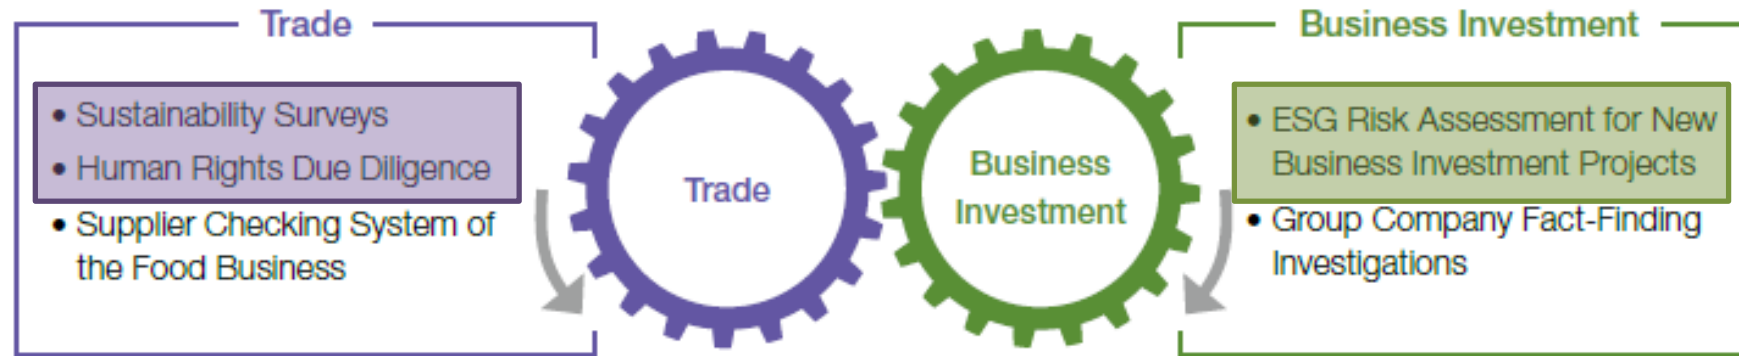 Trade
• Sustainability Surveys
• Human Rights Due Diligence
• Supplier Checking System of
the Food Business
Trade
Business
Investment
Business Investment
• ESG Risk Assessment for New
Business Investment Projects
• Group Company Fact-Finding
Investigations